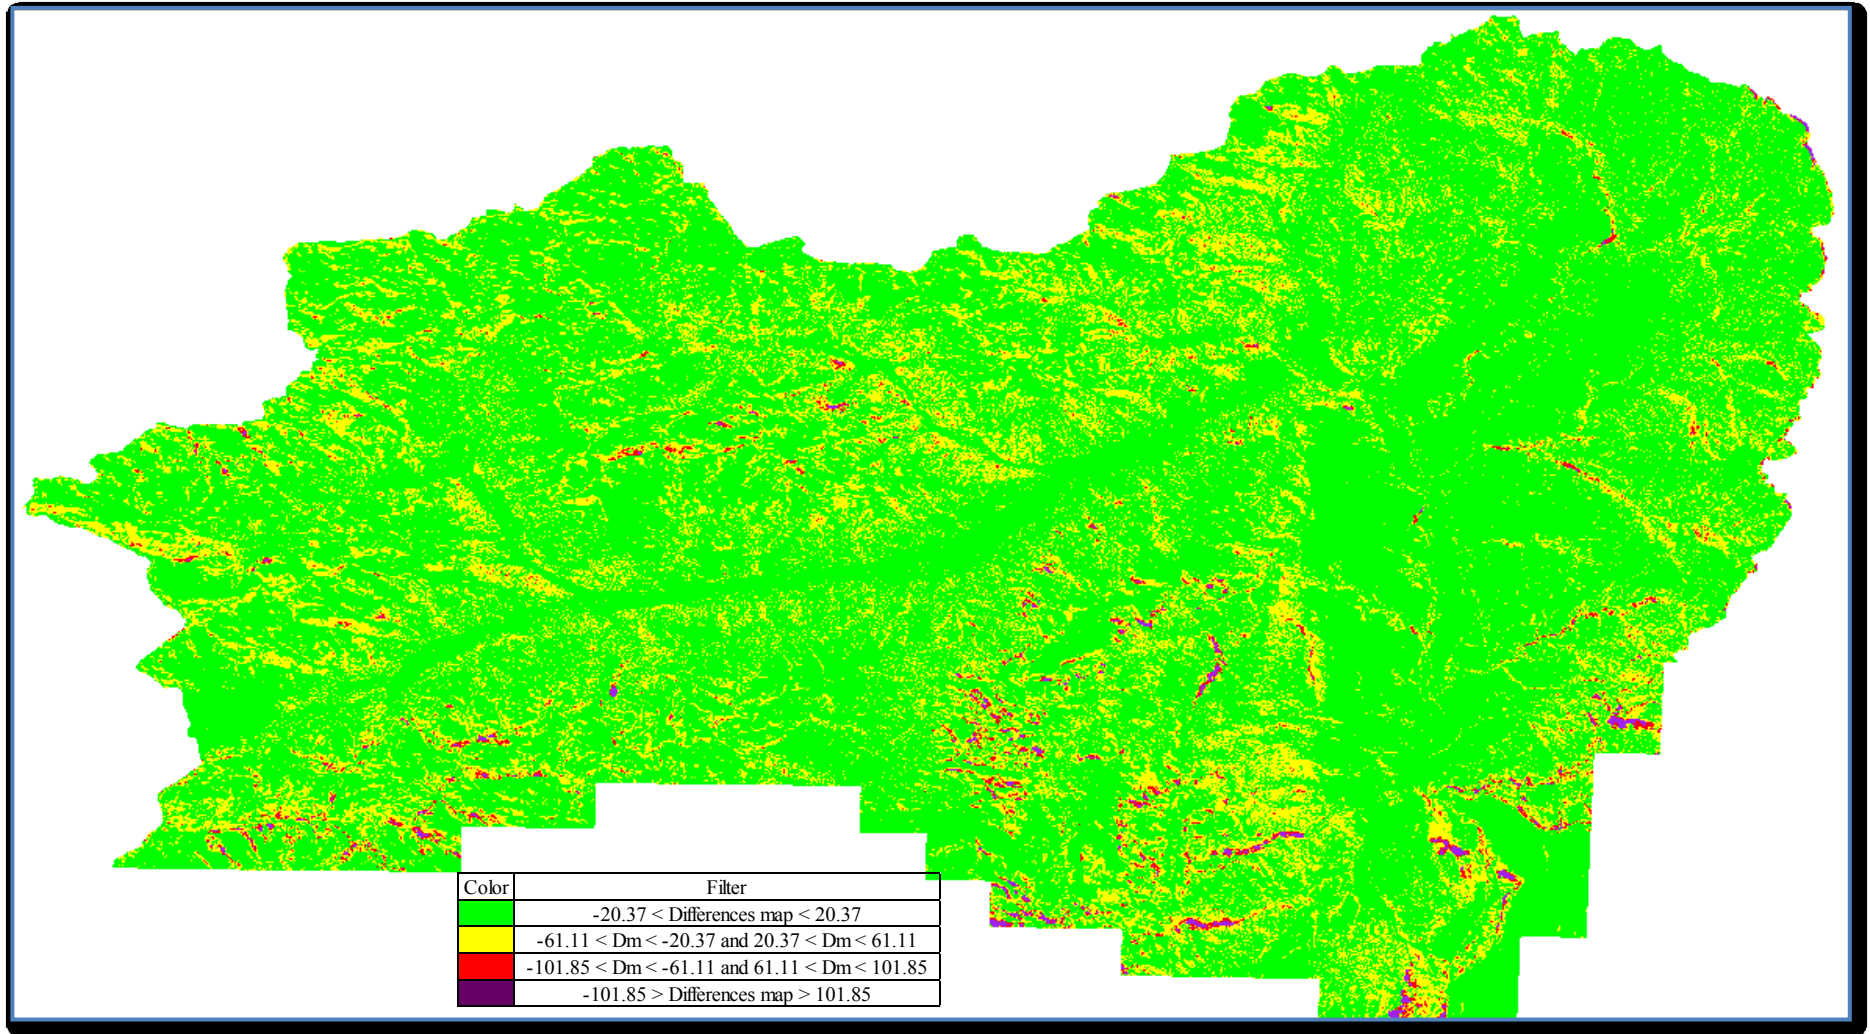 Color Filter
-20.37 < Differences map < 20.37
-61.11 < Dm < -20.37 and 20.37 < Dm < 61.11
-101.85 < Dm < -61.11 and 61.11 < Dm < 101.85
-101.85 > Differences map > 101.85